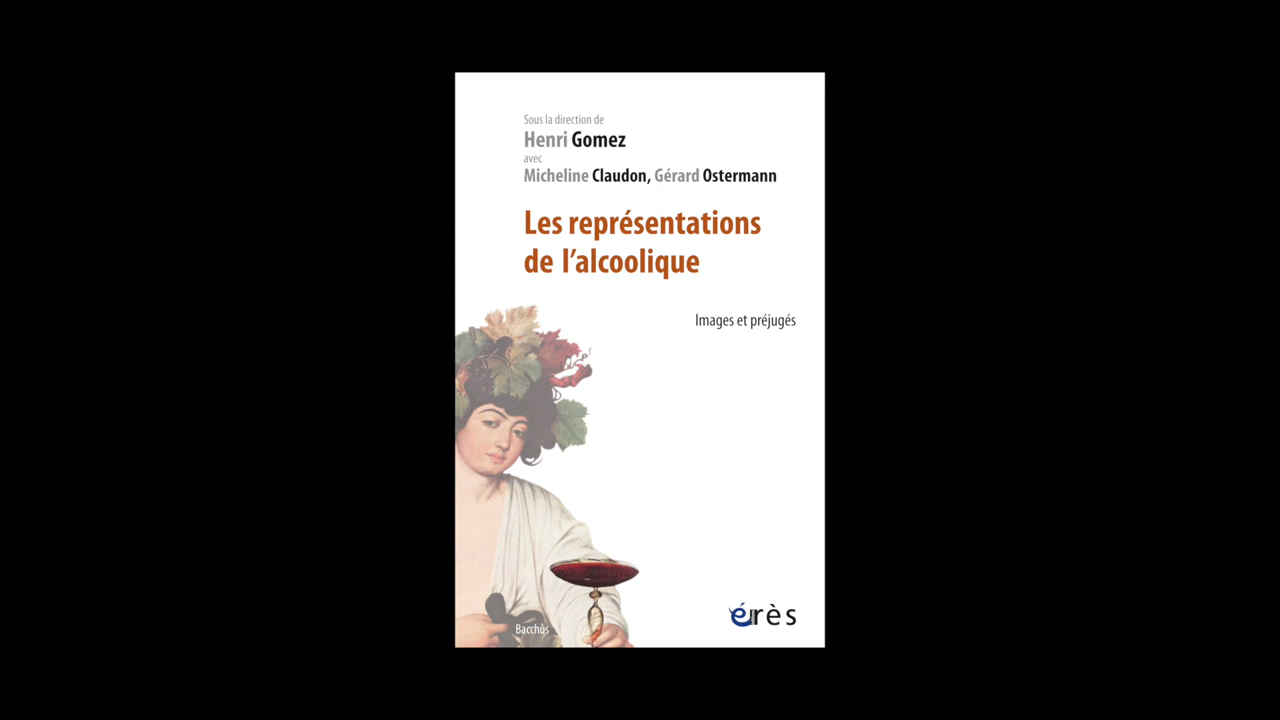 Sous la direction de
Henri Gomez
avec
Micheline Claudon, Gérard Ostermann
Les représentations
de l’alcoolique
Images et préjugés
érès
Bacchus